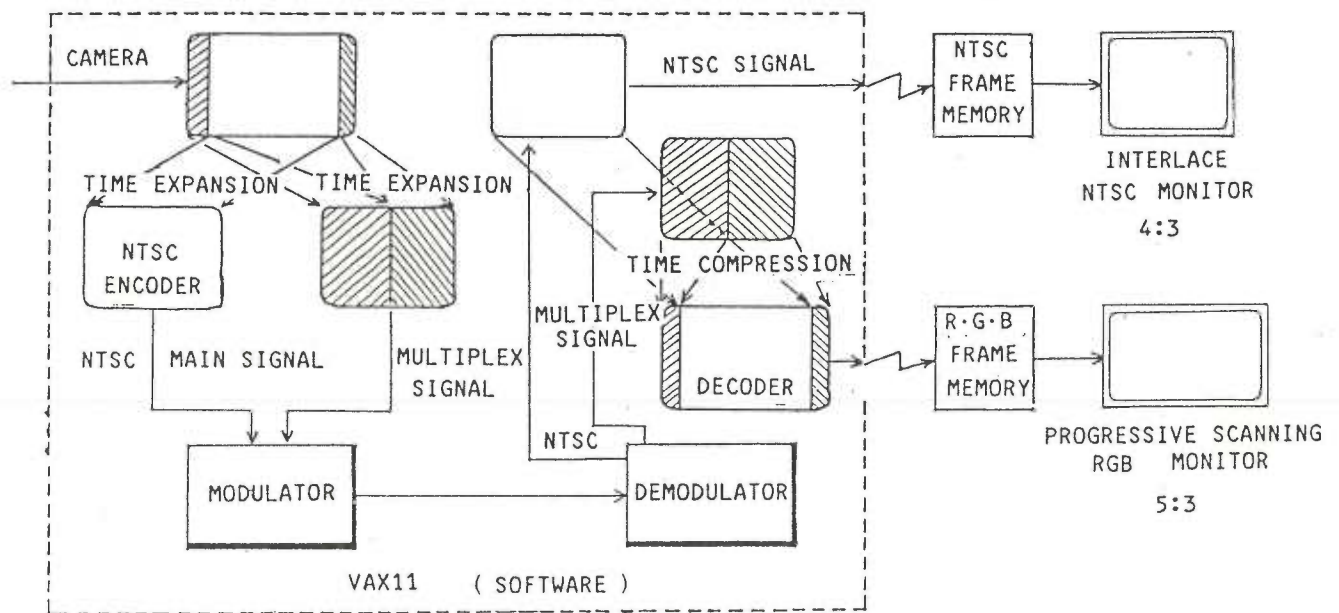 CAMERA
TIME EXPANSION
TIME EXPANSION
NTSC
ENCODER
NTSC
MAIN SIGNAL
MULTIPLEX
SIGNAL
MODULATOR
NTSC SIGNAL
TIME COMPRESSION
MULTIPLEX
SIGNAL
DECODER
NTSC
DEMODULATOR
VAX11 ( SOFTWARE )
NTSC
FRAME
MEMORY
INTERLACE
NTSC MONITOR
4:3
R·G·B
FRAME
MEMORY
PROGRESSIVE SCANNING
RGB MONITOR
5:3